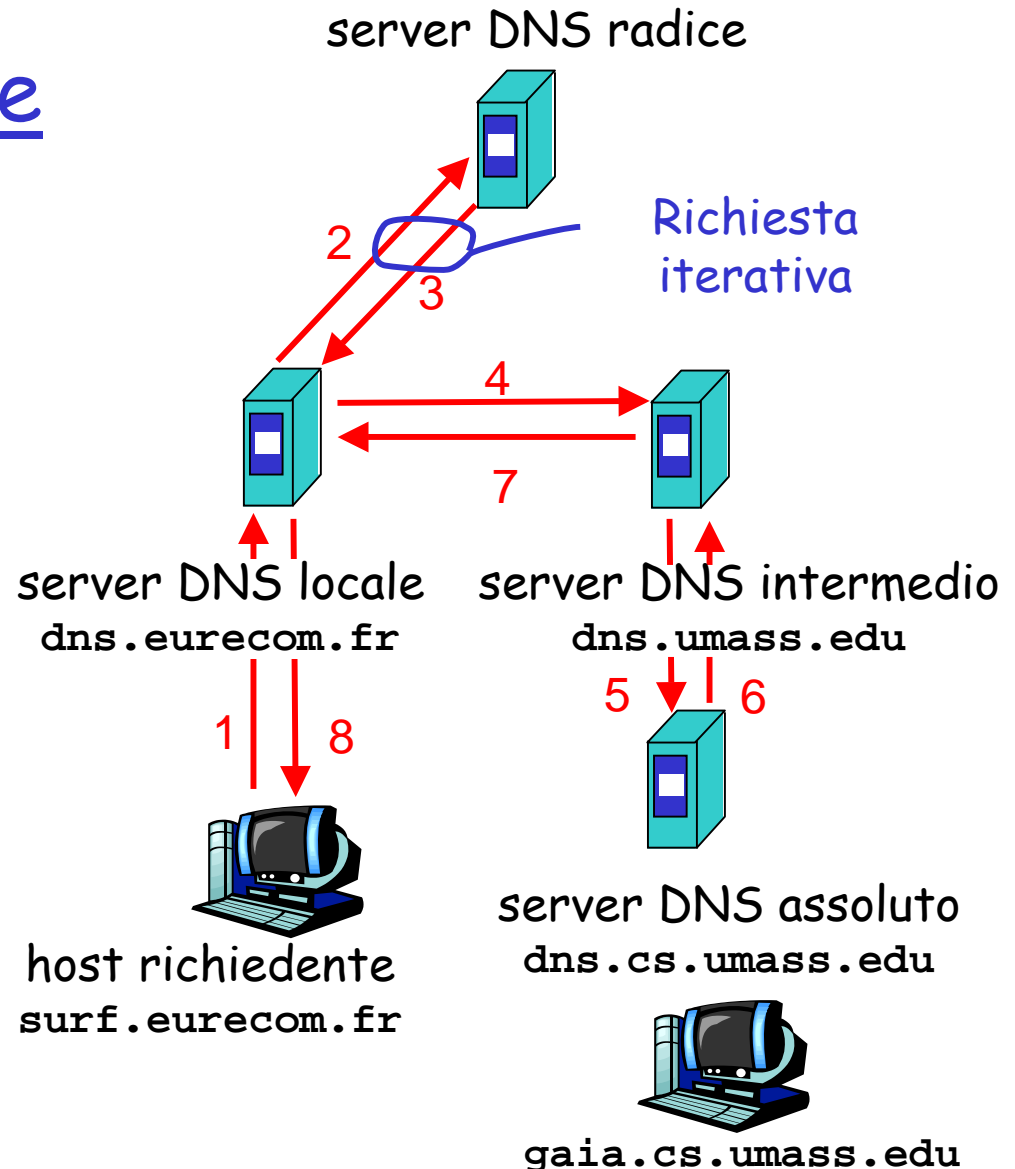 server DNS radice
e
Richiesta
iterativa
2
3
4
7
server DNS locale
dns.eurecom.fr
server DNS intermedio
dns.umass.edu
5
6
1
8
host richiedente
surf.eurecom.fr
server DNS assoluto
dns.cs.umass.edu
gaia.cs.umass.edu